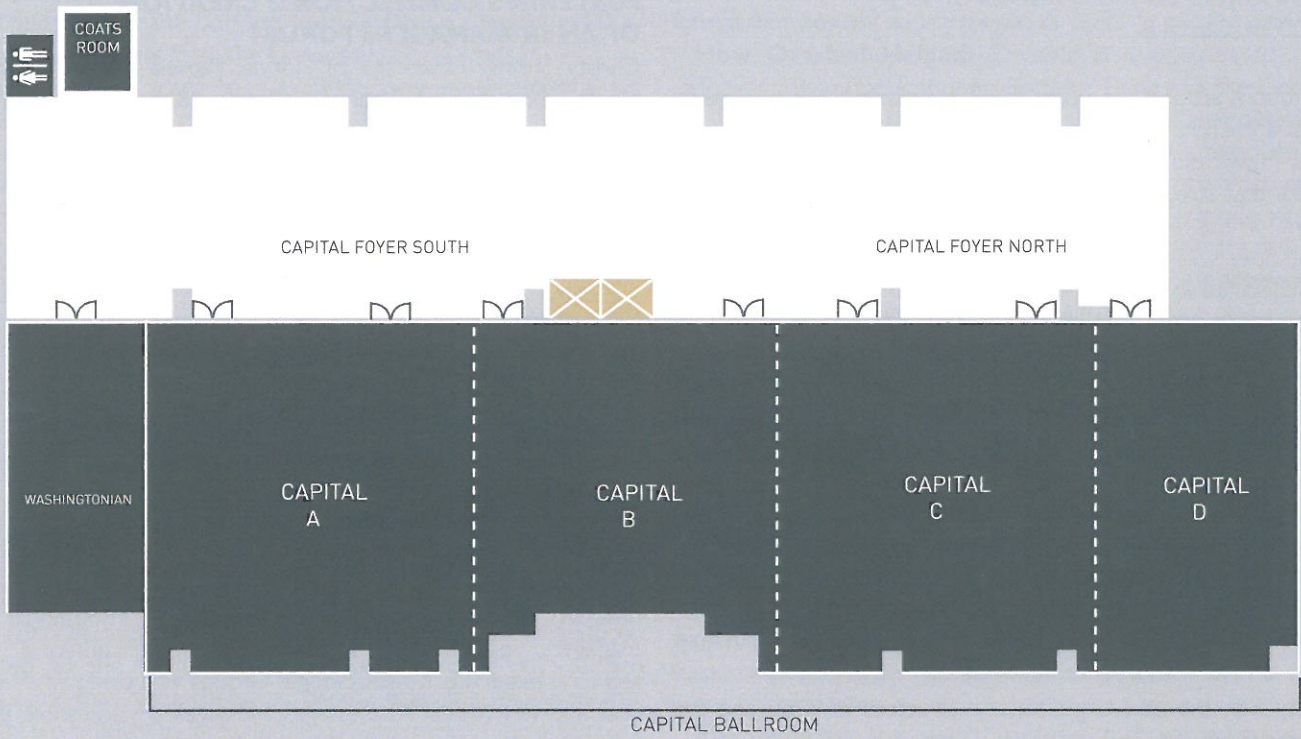 COATS
ROOM
CAPITAL FOYER SOUTH
CAPITAL FOYER NORTH
WASHINGTONIAN
CAPITAL
A
CAPITAL
B
CAPITAL
C
CAPITAL
D
CAPITAL BALLROOM